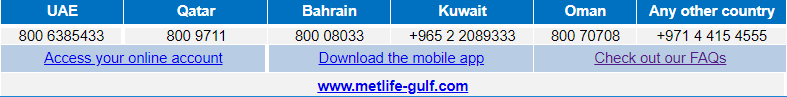 UAE Qatar Bahrain Kuwait Oman Any other country
800 6385433 800 9711 800 08033 +965 2 2089333 800 70708 +971 4 415 4555
Access your online account Download the mobile app Check out our FAQs
www.metlife-gulf.com